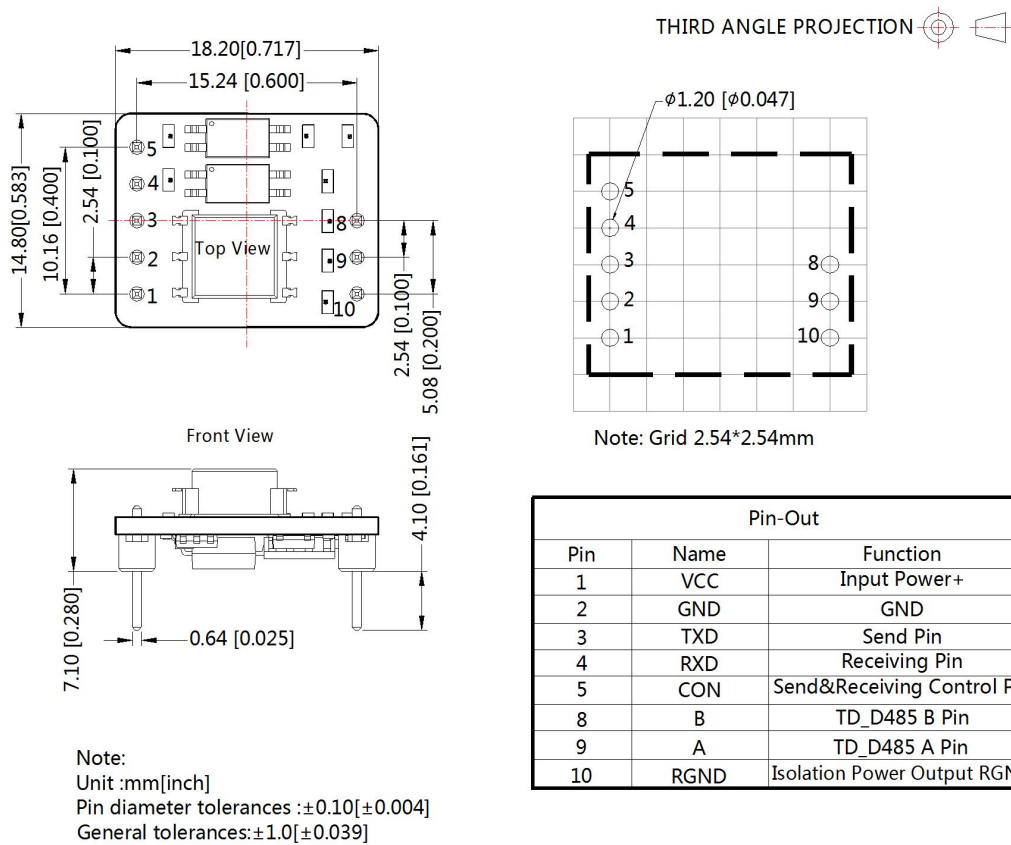 THIRD ANGLE PROJECTION
18.20[0.717]
15.24 [0.600]
14.80[0.583]
10.16 [0.400]
2.54 [0.100]
5
4
3
2
1
Top View
8
9
10
2.54 [0.100]
5.08 [0.200]
ϕ1.20 [ϕ0.047]
5
4
3
2
1
8
9
10
Note: Grid 2.54*2.54mm
Front View
7.10 [0.280]
4.10 [0.161]
0.64 [0.025]
Note:
Unit :mm[inch]
Pin diameter tolerances :±0.10[±0.004]
General tolerances:±1.0[±0.039]
Pin-Out
Pin Name Function
1 VCC Input Power+
2 GND GND
3 TXD Send Pin
4 RXD Receiving Pin
5 CON Send&Receiving Control
8 B TD_D485 B Pin
9 A TD_D485 A Pin
10 RGND Isolation Power Output